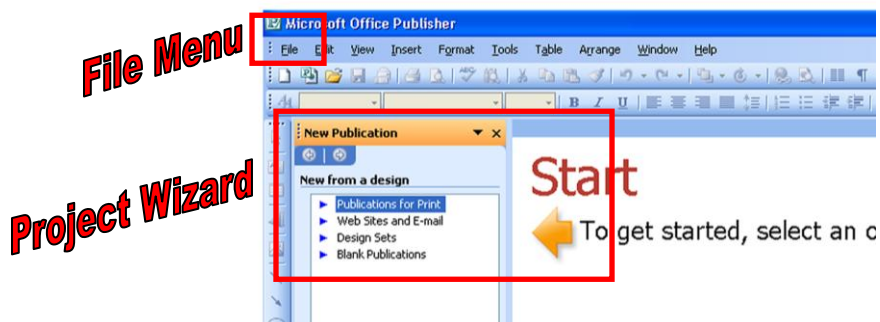 Microsoft Office Publisher
File Edit View Insert Format Tools Table Arrange Window Help
File Menu
B I U
New Publication
New from a design
Publications for Print
Web Sites and E-mail
Design Sets
Blank Publications
Project Wizard
Start
To get started, select an o